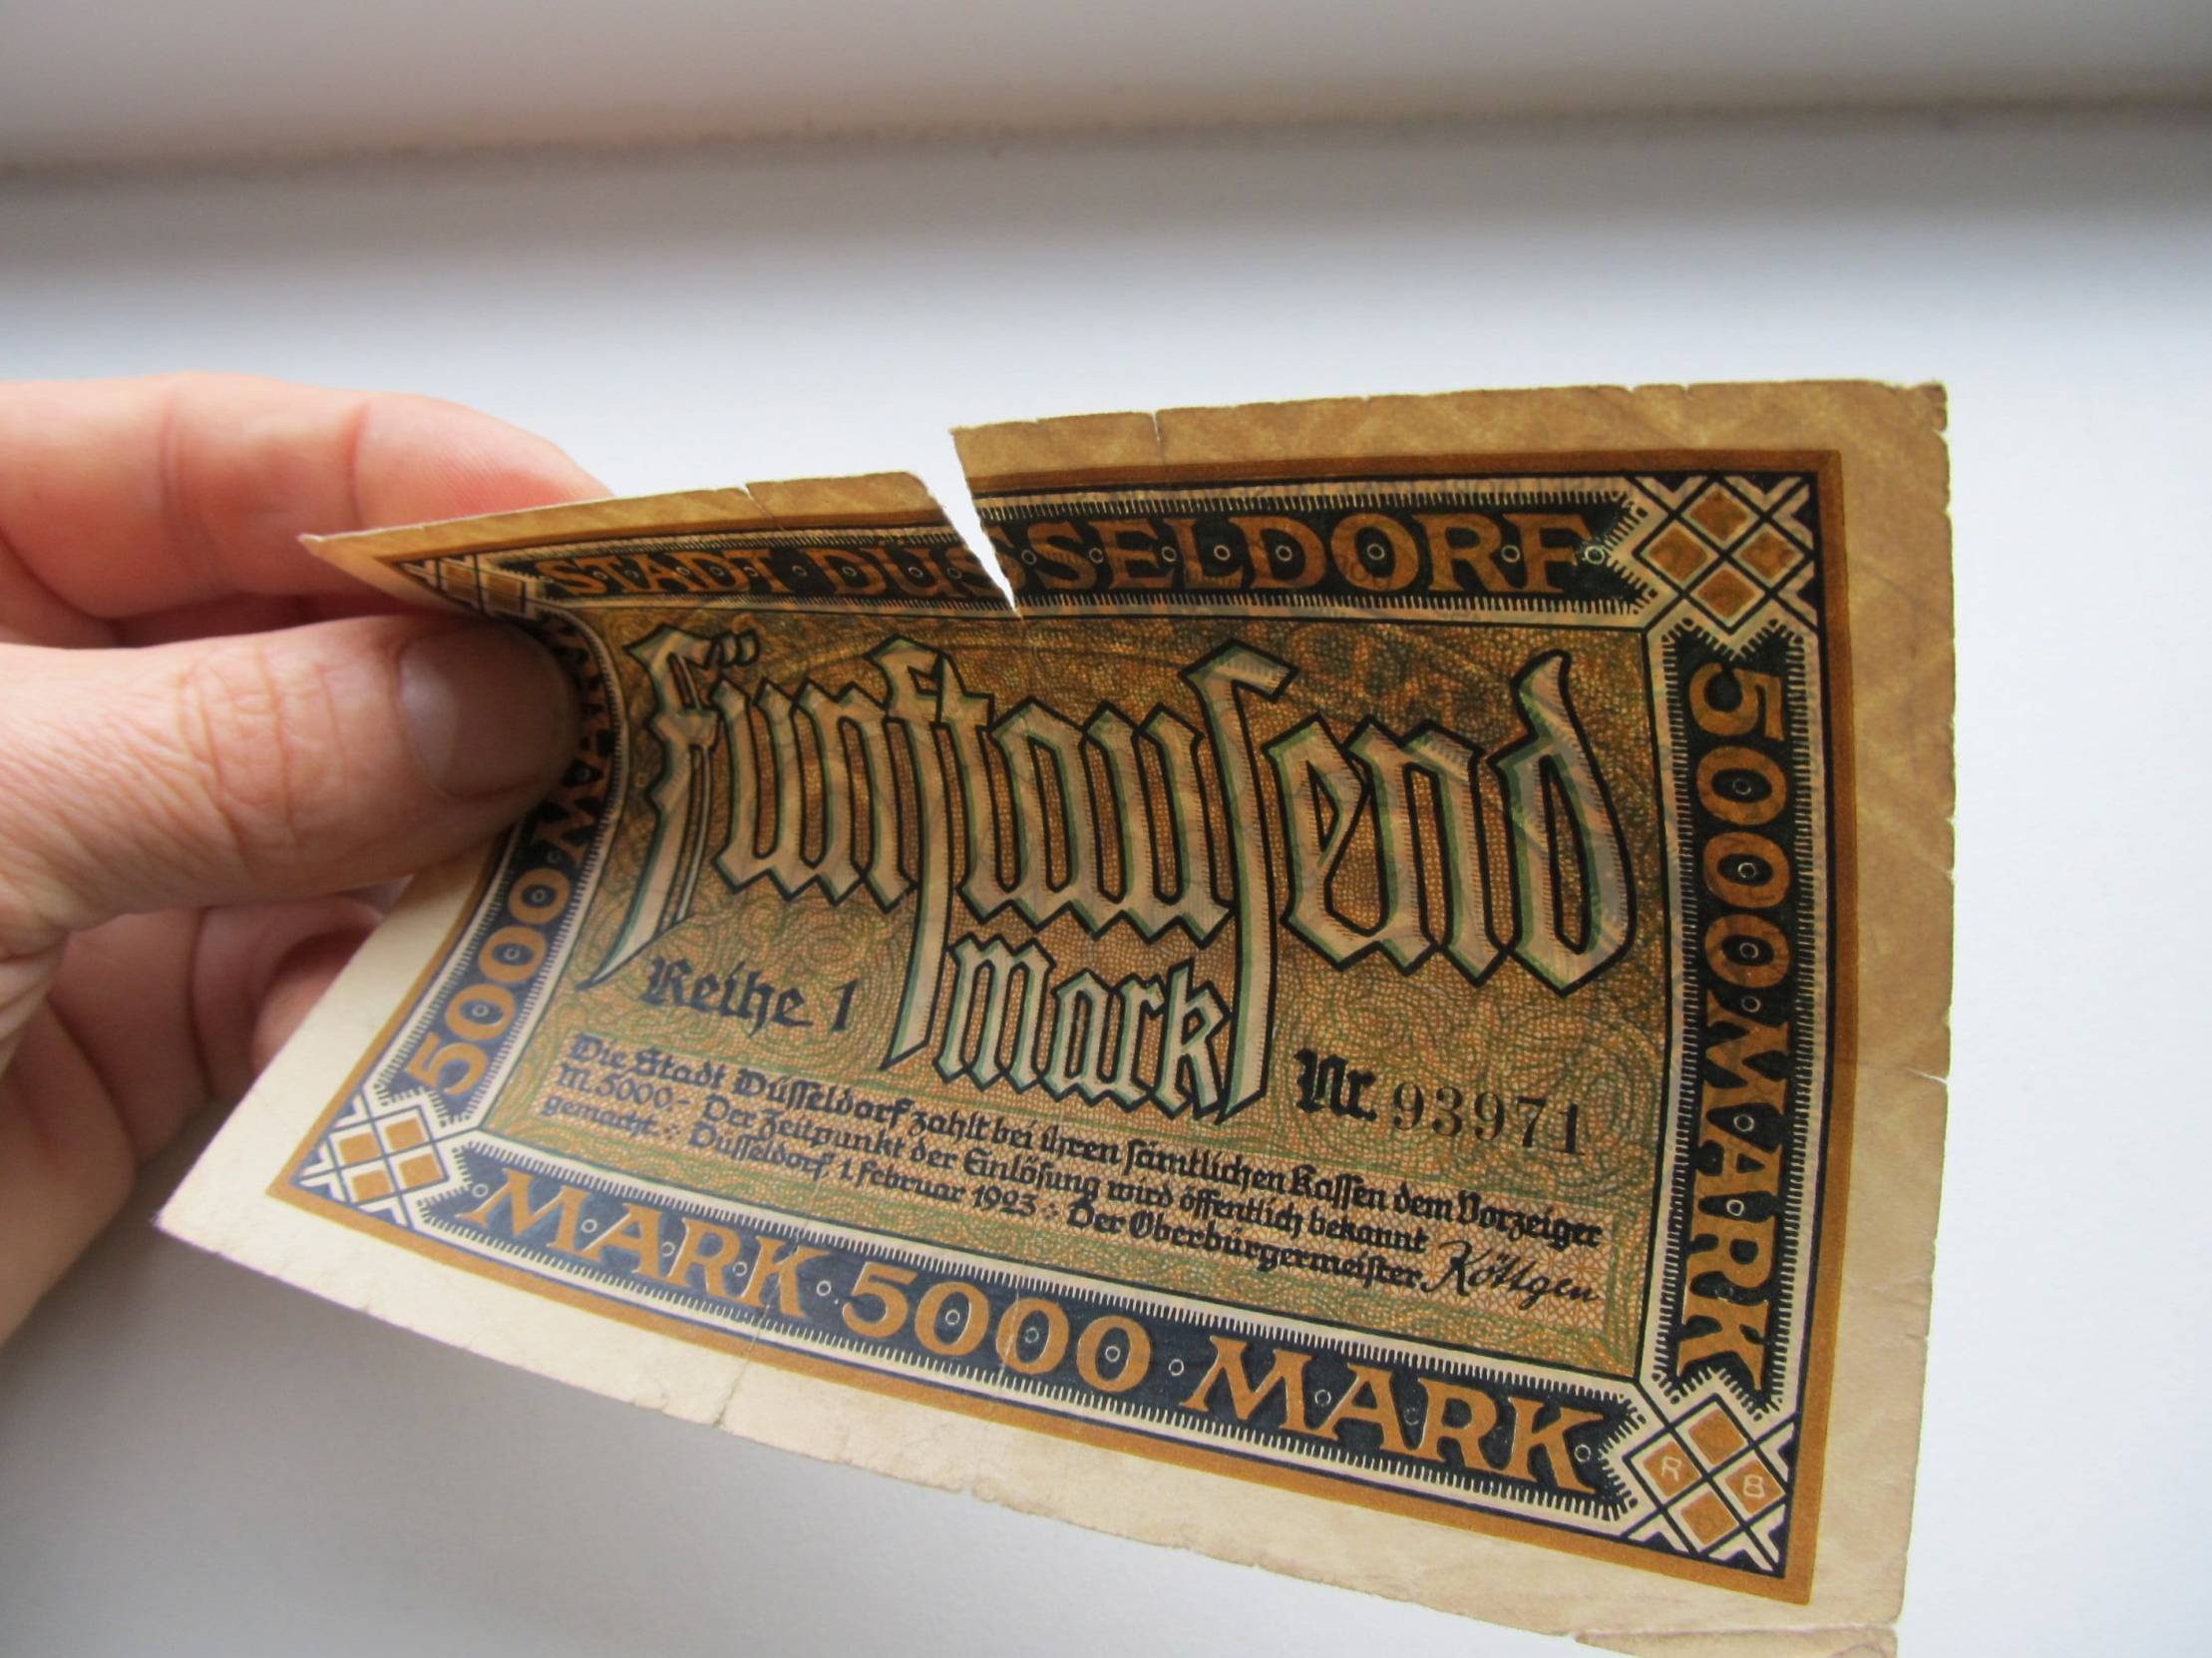 STADT DÜSSELDORF
fünftausend
mark
Reihe 1
Nr. 93971
Die Stadt Düsseldorf zahlt bei ihren sämtlichen Kassen dem Vorzeiger
M.5000.- Der Zeitpunkt der Einlösung wird öffentlich bekannt
gemacht. Düsseldorf, 1. februar 1923 Der Oberbürgermeister. Köttgen
5000 MARK
5000 MARK
MARK 5000 MARK
R B